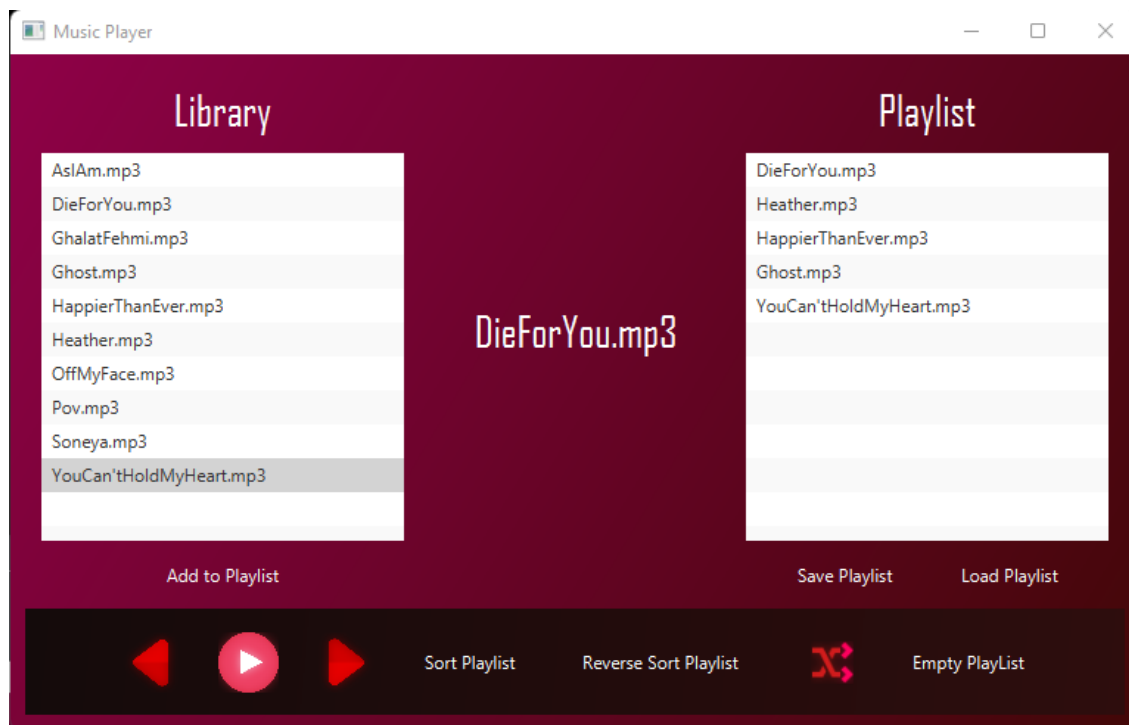 Music Player
Library
AsIAm.mp3
DieForYou.mp3
GhalatFehmi.mp3
Ghost.mp3
HappierThanEver.mp3
Heather.mp3
OffMyFace.mp3
Pov.mp3
Soneya.mp3
YouCan'tHoldMyHeart.mp3
Add to Playlist
DieForYou.mp3
Playlist
DieForYou.mp3
Heather.mp3
HappierThanEver.mp3
Ghost.mp3
YouCan'tHoldMyHeart.mp3
Save Playlist Load Playlist
Sort Playlist Reverse Sort Playlist Empty PlayList